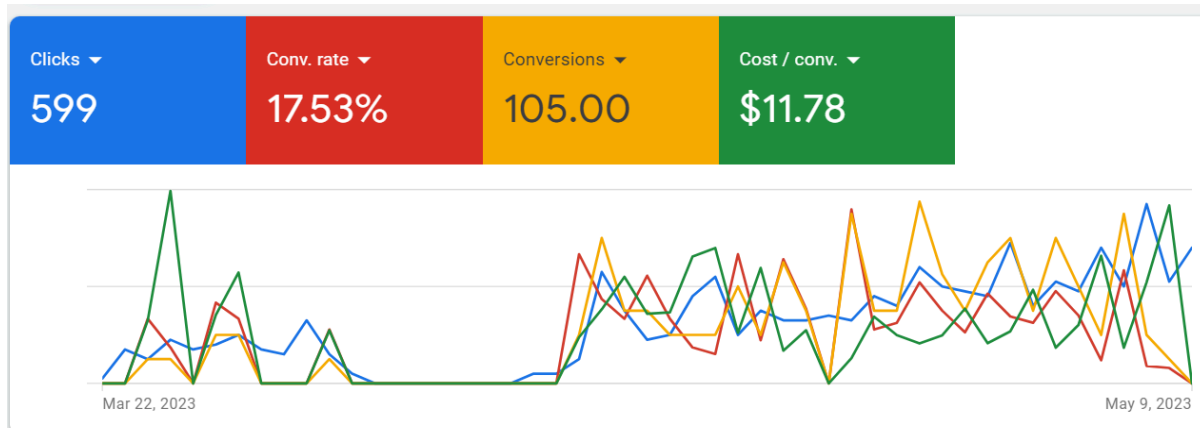 Clicks Conv. rate Conversions Cost / conv.
599 17.53% 105.00 $11.78
Mar 22, 2023 May 9, 2023